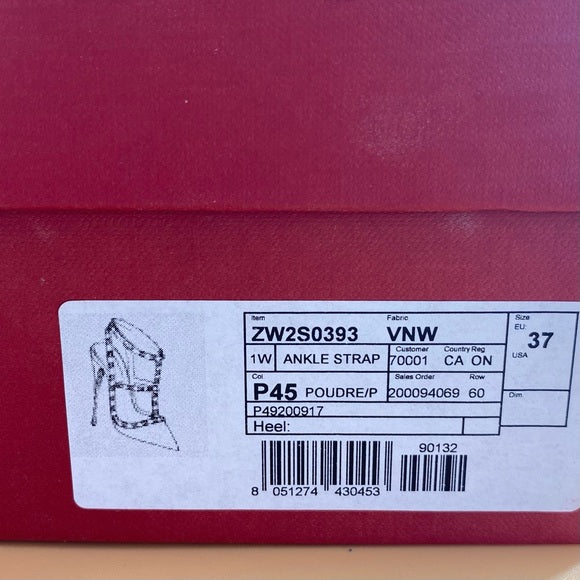 Item Fabric Size
ZW2S0393 VNW EU: 37
1W ANKLE STRAP Customer 70001 Country Reg CA ON USA
Col P45 POUDRE/P Sales Order 200094069 Row 60 Dim.
P49200917
Heel:
90132
8 051274 430453